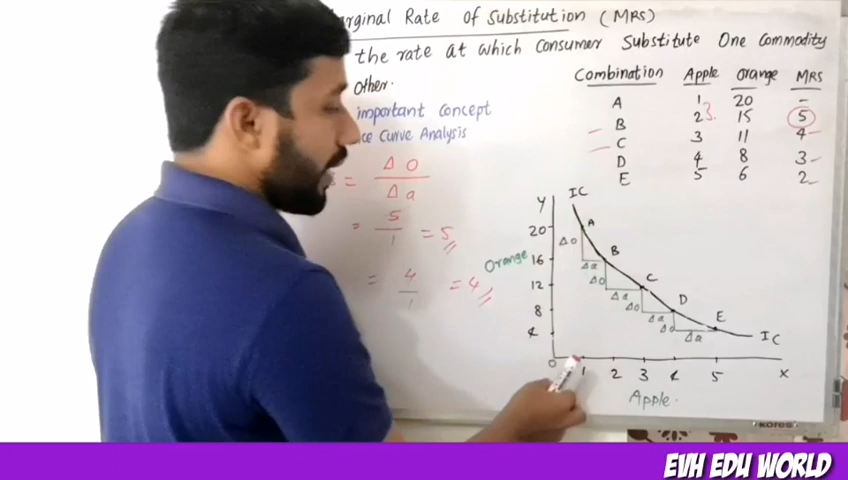 arginal Rate of Substitution (MRS)
the rate at which Consumer Substitute One Commodity
Other.
important Concept
ce Curve Analysis
= Δ O / Δ a
= 5 / 1 = 5
= 4 / 1 = 4
Combination Apple Orange MRS
A 1 20 -
B 2 3. 15 5
C 3 11 4
D 4 8 3
E 5 6 2
Y IC
20 A
Δo
16 B
Δa
Orange
Δo
12 C
Δa
Δo
8 D
Δa
Δo
E
4 Δa IC
0 1 2 3 4 5 X
Apple.
kores
EVH EDU WORLD